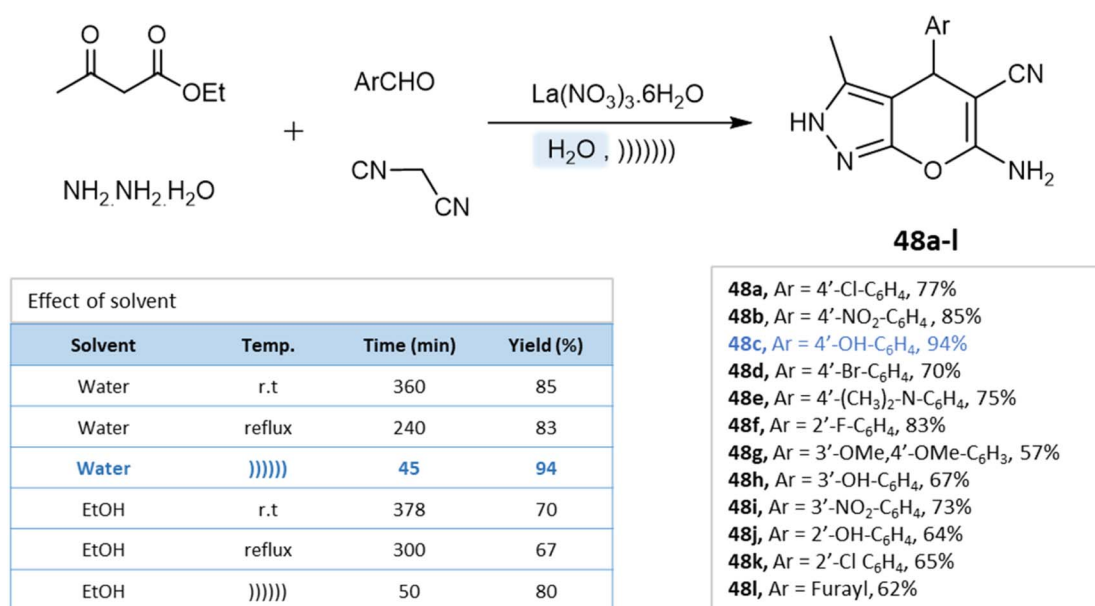 O
O
OEt
+
NH₂.NH₂.H₂O
ArCHO
CN
CN
La(NO₃)₃.6H₂O
H₂O , )))))))
Ar
CN
HN
N
O
NH₂
48a-l
Effect of solvent
Solvent Temp. Time (min) Yield (%)
Water r.t 360 85
Water reflux 240 83
Water )))))) 45 94
EtOH r.t 378 70
EtOH reflux 300 67
EtOH )))))) 50 80
48a, Ar = 4’-Cl-C₆H₄, 77%
48b, Ar = 4’-NO₂-C₆H₄ , 85%
48c, Ar = 4’-OH-C₆H₄, 94%
48d, Ar = 4’-Br-C₆H₄, 70%
48e, Ar = 4’-(CH₃)₂-N-C₆H₄, 75%
48f, Ar = 2’-F-C₆H₄, 83%
48g, Ar = 3’-OMe,4’-OMe-C₆H₃, 57%
48h, Ar = 3’-OH-C₆H₄, 67%
48i, Ar = 3’-NO₂-C₆H₄, 73%
48j, Ar = 2’-OH-C₆H₄, 64%
48k, Ar = 2’-Cl C₆H₄, 65%
48l, Ar = Furayl, 62%